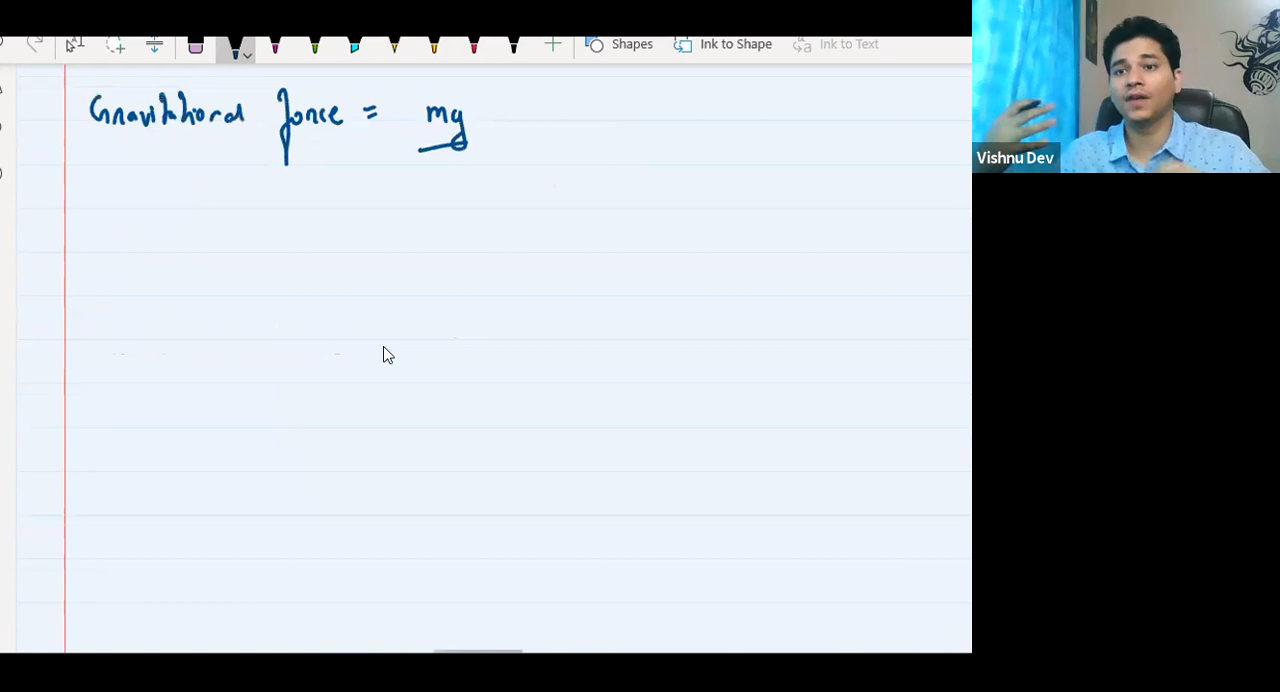 Shapes Ink to Shape Ink to Text
Gravitational force = mg
Vishnu Dev